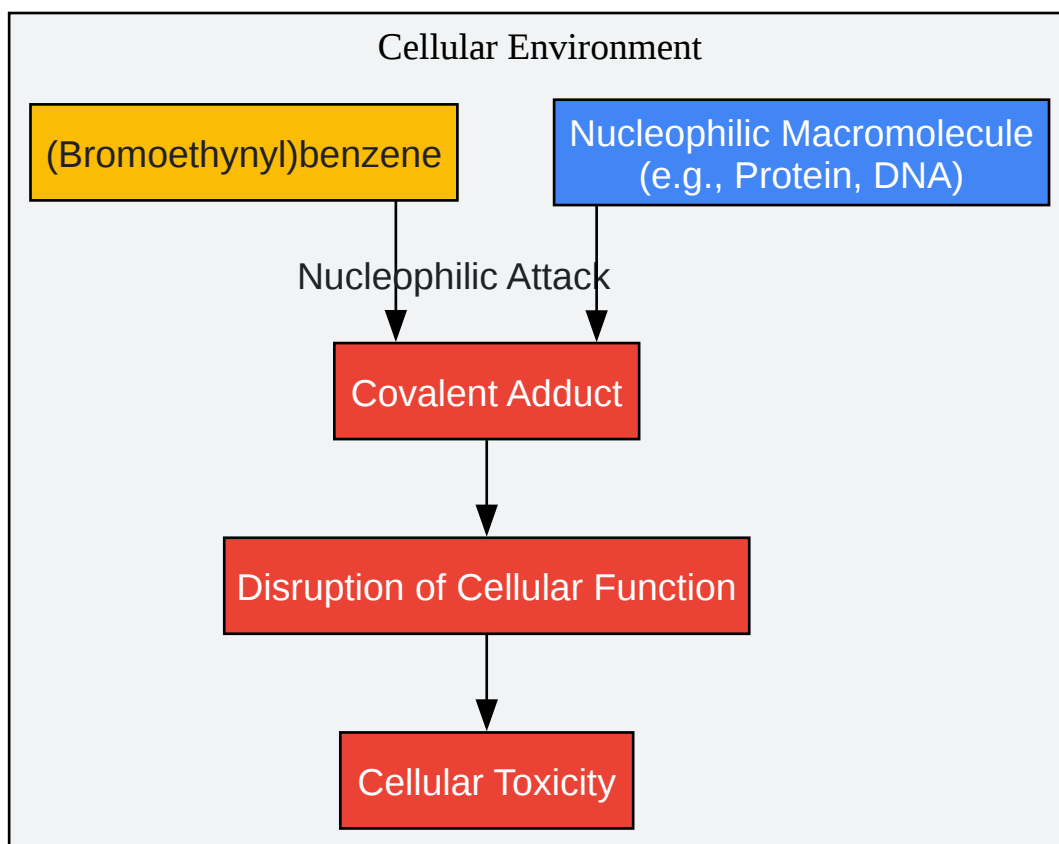 Cellular Environment
(Bromoethynyl)benzene
Nucleophilic Macromolecule
(e.g., Protein, DNA)
Nucleophilic Attack
Covalent Adduct
Disruption of Cellular Function
Cellular Toxicity